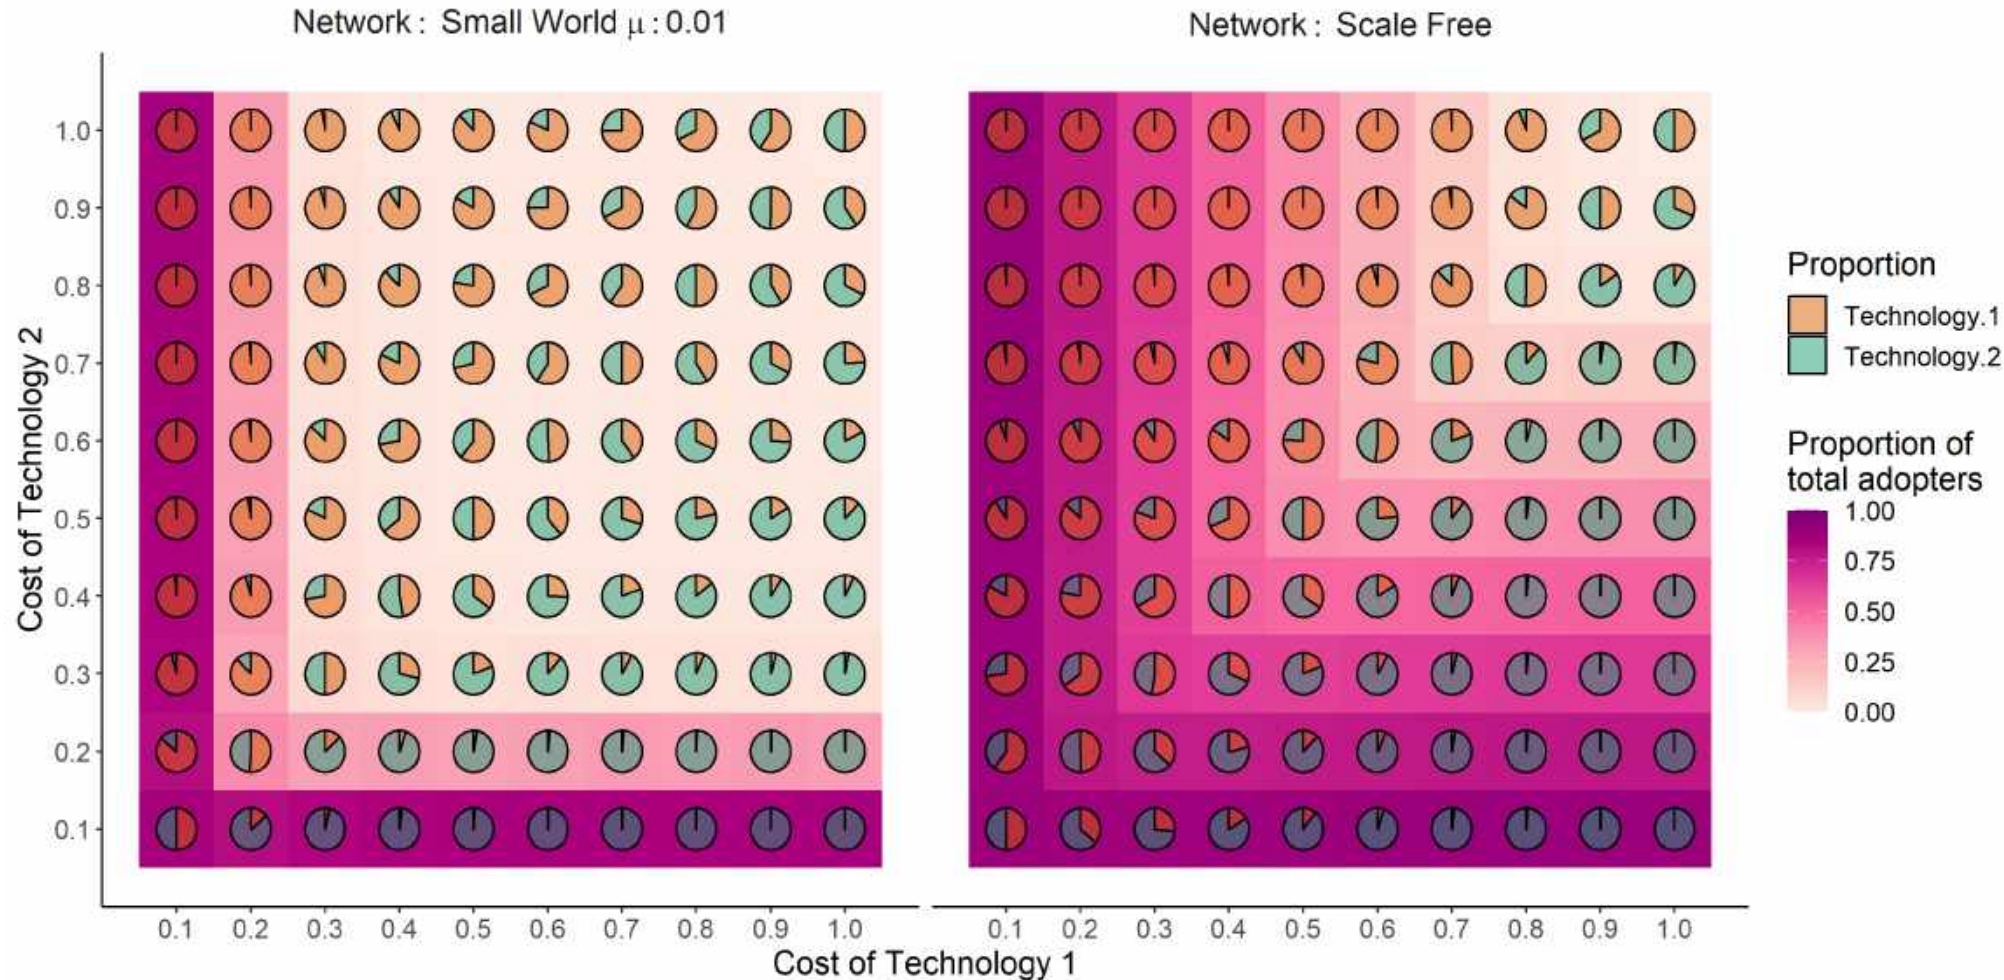 Network: Small World μ:0.01
Network: Scale Free
Cost of Technology 2
1.0
0.9
0.8
0.7
0.6
0.5
0.4
0.3
0.2
0.1
0.1 0.2 0.3 0.4 0.5 0.6 0.7 0.8 0.9 1.0
0.1 0.2 0.3 0.4 0.5 0.6 0.7 0.8 0.9 1.0
Cost of Technology 1
Proportion
Technology.1
Technology.2
Proportion of
total adopters
1.00
0.75
0.50
0.25
0.00